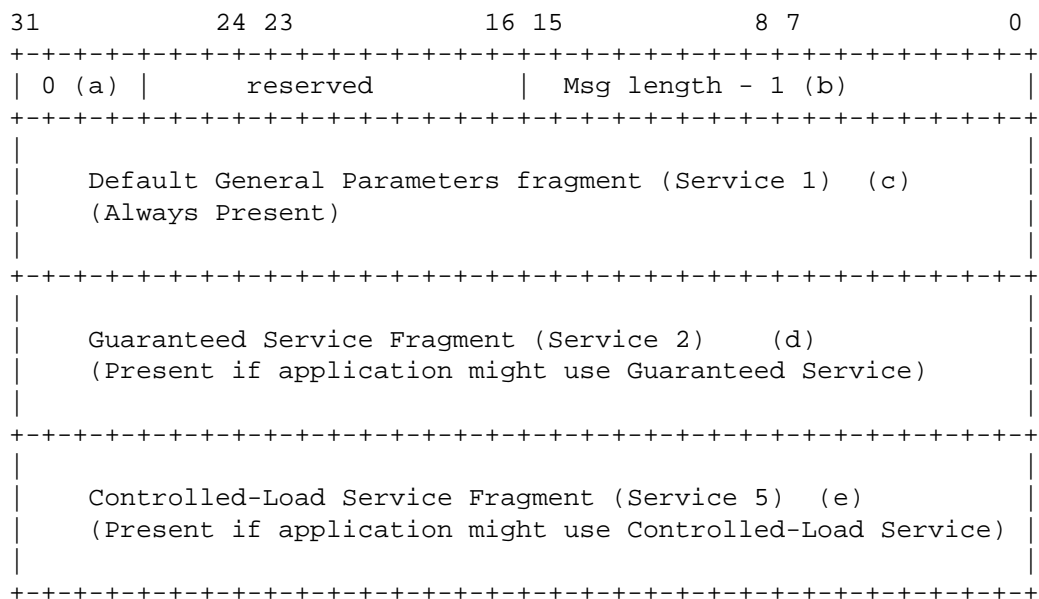 31           24 23           16 15            8 7             0
+-+-+-+-+-+-+-+-+-+-+-+-+-+-+-+-+-+-+-+-+-+-+-+-+-+-+-+-+-+-+-+-+
| 0 (a) |      reserved         |  Msg length - 1 (b)           |
+-+-+-+-+-+-+-+-+-+-+-+-+-+-+-+-+-+-+-+-+-+-+-+-+-+-+-+-+-+-+-+-+
|                                                               |
|    Default General Parameters fragment (Service 1)  (c)       |
|    (Always Present)                                           |
|                                                               |
+-+-+-+-+-+-+-+-+-+-+-+-+-+-+-+-+-+-+-+-+-+-+-+-+-+-+-+-+-+-+-+-+
|                                                               |
|    Guaranteed Service Fragment (Service 2)    (d)             |
|    (Present if application might use Guaranteed Service)      |
|                                                               |
+-+-+-+-+-+-+-+-+-+-+-+-+-+-+-+-+-+-+-+-+-+-+-+-+-+-+-+-+-+-+-+-+
|                                                               |
|    Controlled-Load Service Fragment (Service 5)  (e)          |
|    (Present if application might use Controlled-Load Service) |
|                                                               |
+-+-+-+-+-+-+-+-+-+-+-+-+-+-+-+-+-+-+-+-+-+-+-+-+-+-+-+-+-+-+-+-+